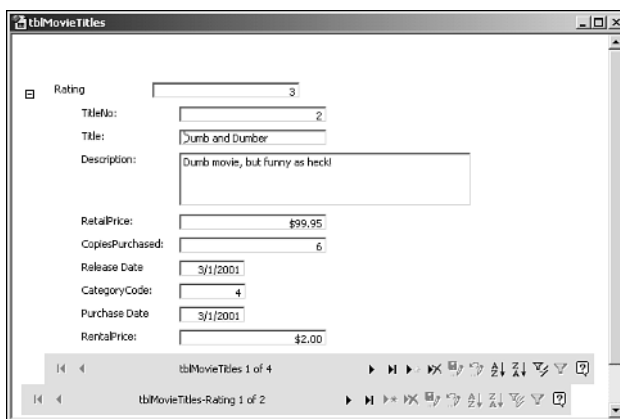 tblMovieTitles
Rating 3
TitleNo: 2
Title: Dumb and Dumber
Description: Dumb movie, but funny as heck!
RetailPrice: $99.95
CopiesPurchased: 6
Release Date 3/1/2001
CategoryCode: 4
Purchase Date 3/1/2001
RentalPrice: $2.00
tblMovieTitles 1 of 4
tblMovieTitles-Rating 1 of 2